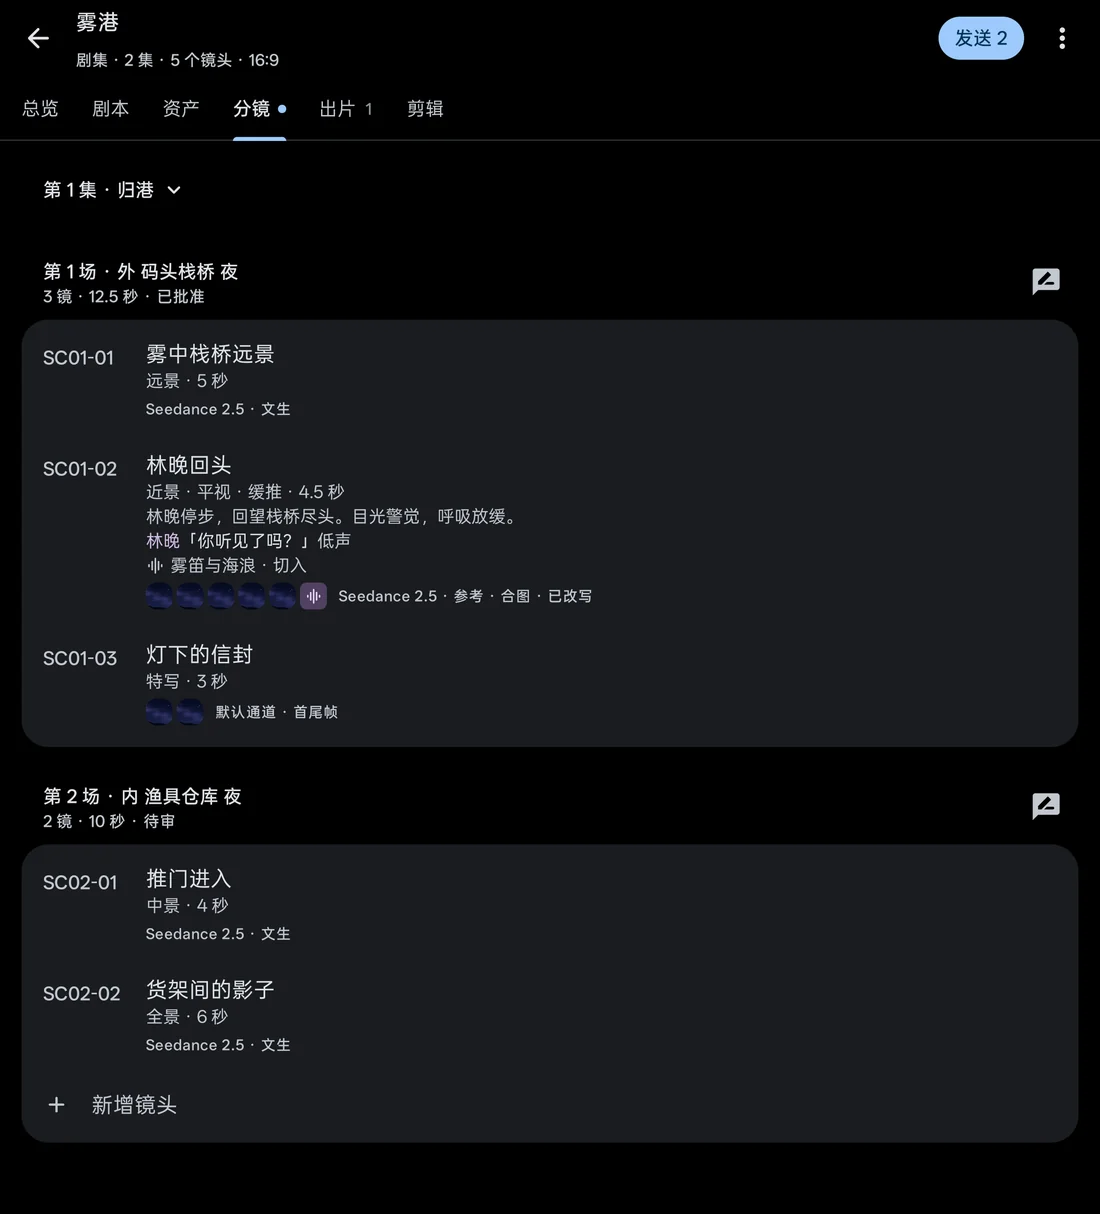 雾港
剧集 · 2 集 · 5 个镜头 · 16:9
发送 2
总览 剧本 资产 分镜 出片 1 剪辑
第 1 集 · 归港
第 1 场 · 外 码头栈桥 夜
3 镜 · 12.5 秒 · 已批准
SC01-01 雾中栈桥远景
远景 · 5 秒
Seedance 2.5 · 文生
SC01-02 林晚回头
近景 · 平视 · 缓推 · 4.5 秒
林晚停步，回望栈桥尽头。目光警觉，呼吸放缓。
林晚「你听见了吗？」低声
雾笛与海浪 · 切入
Seedance 2.5 · 参考 · 合图 · 已改写
SC01-03 灯下的信封
特写 · 3 秒
默认通道 · 首尾帧
第 2 场 · 内 渔具仓库 夜
2 镜 · 10 秒 · 待审
SC02-01 推门进入
中景 · 4 秒
Seedance 2.5 · 文生
SC02-02 货架间的影子
全景 · 6 秒
Seedance 2.5 · 文生
新增镜头